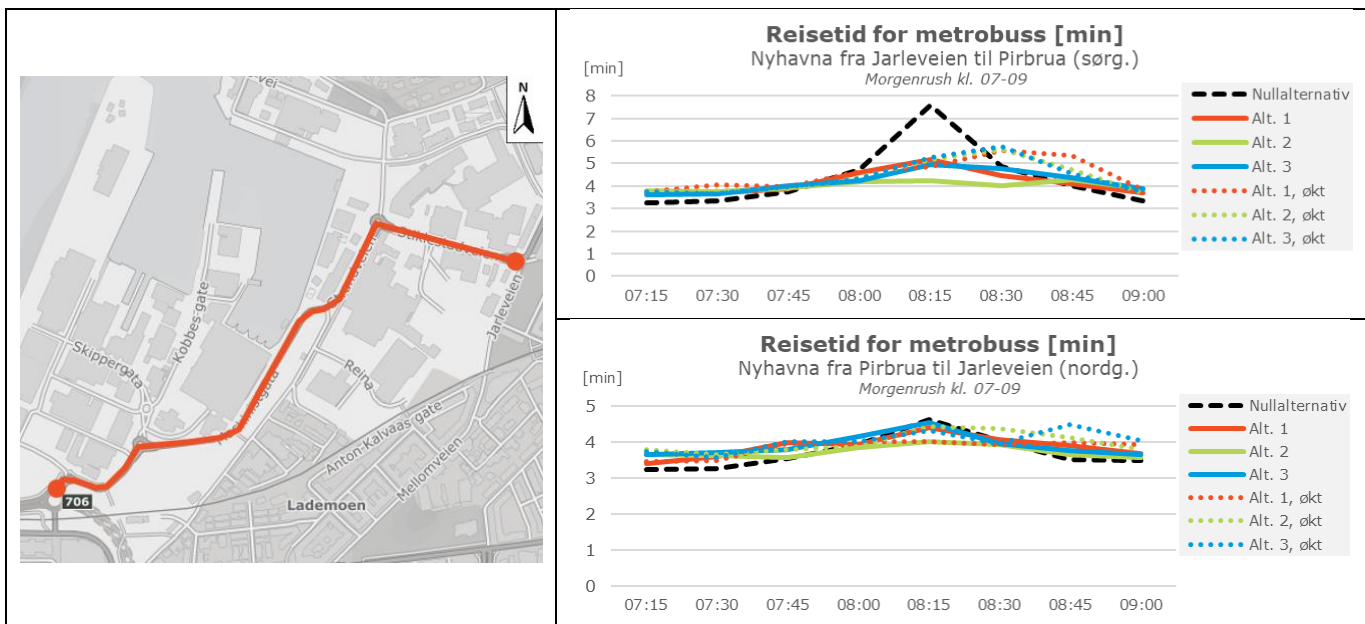 N
Stiklestadveien
Jarleveien
Kobbes gate
Skippergata
Reina
Anton Kalvaas gate
Mellomveien
Lademoen
706
Reisetid for metrobuss [min]
Nyhavna fra Jarleveien til Pirbrua (sørg.)
Morgenrush kl. 07-09
[min]
8
7
6
5
4
3
2
1
0
07:15 07:30 07:45 08:00 08:15 08:30 08:45 09:00
Nullalternativ
Alt. 1
Alt. 2
Alt. 3
Alt. 1, økt
Alt. 2, økt
Alt. 3, økt
Reisetid for metrobuss [min]
Nyhavna fra Pirbrua til Jarleveien (nordg.)
Morgenrush kl. 07-09
[min]
5
4
3
2
1
0
07:15 07:30 07:45 08:00 08:15 08:30 08:45 09:00
Nullalternativ
Alt. 1
Alt. 2
Alt. 3
Alt. 1, økt
Alt. 2, økt
Alt. 3, økt